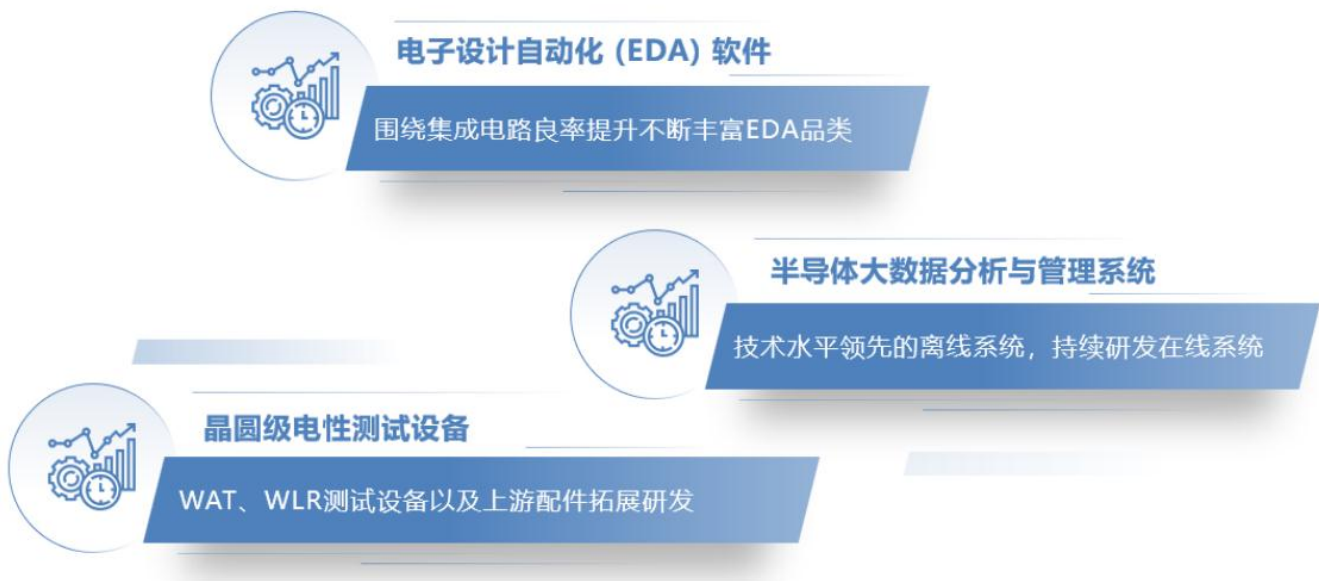 电子设计自动化 (EDA) 软件
围绕集成电路良率提升不断丰富EDA品类
半导体大数据分析与管理系统
技术水平领先的离线系统，持续研发在线系统
晶圆级电性测试设备
WAT、WLR测试设备以及上游配件拓展研发